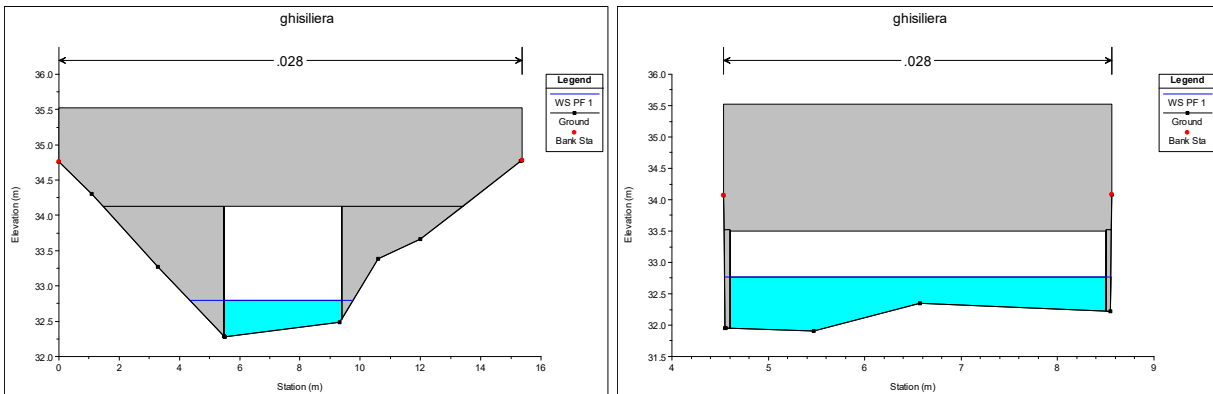 ghisiliera
.028
36.0
35.5
35.0
34.5
34.0
33.5
33.0
32.5
32.0
Elevation (m)
0 2 4 6 8 10 12 14 16
Station (m)
Legend
WS PF 1
Ground
Bank Sta
ghisiliera
.028
36.0
35.5
35.0
34.5
34.0
33.5
33.0
32.5
32.0
31.5
Elevation (m)
4 5 6 7 8 9
Station (m)
Legend
WS PF 1
Ground
Bank Sta